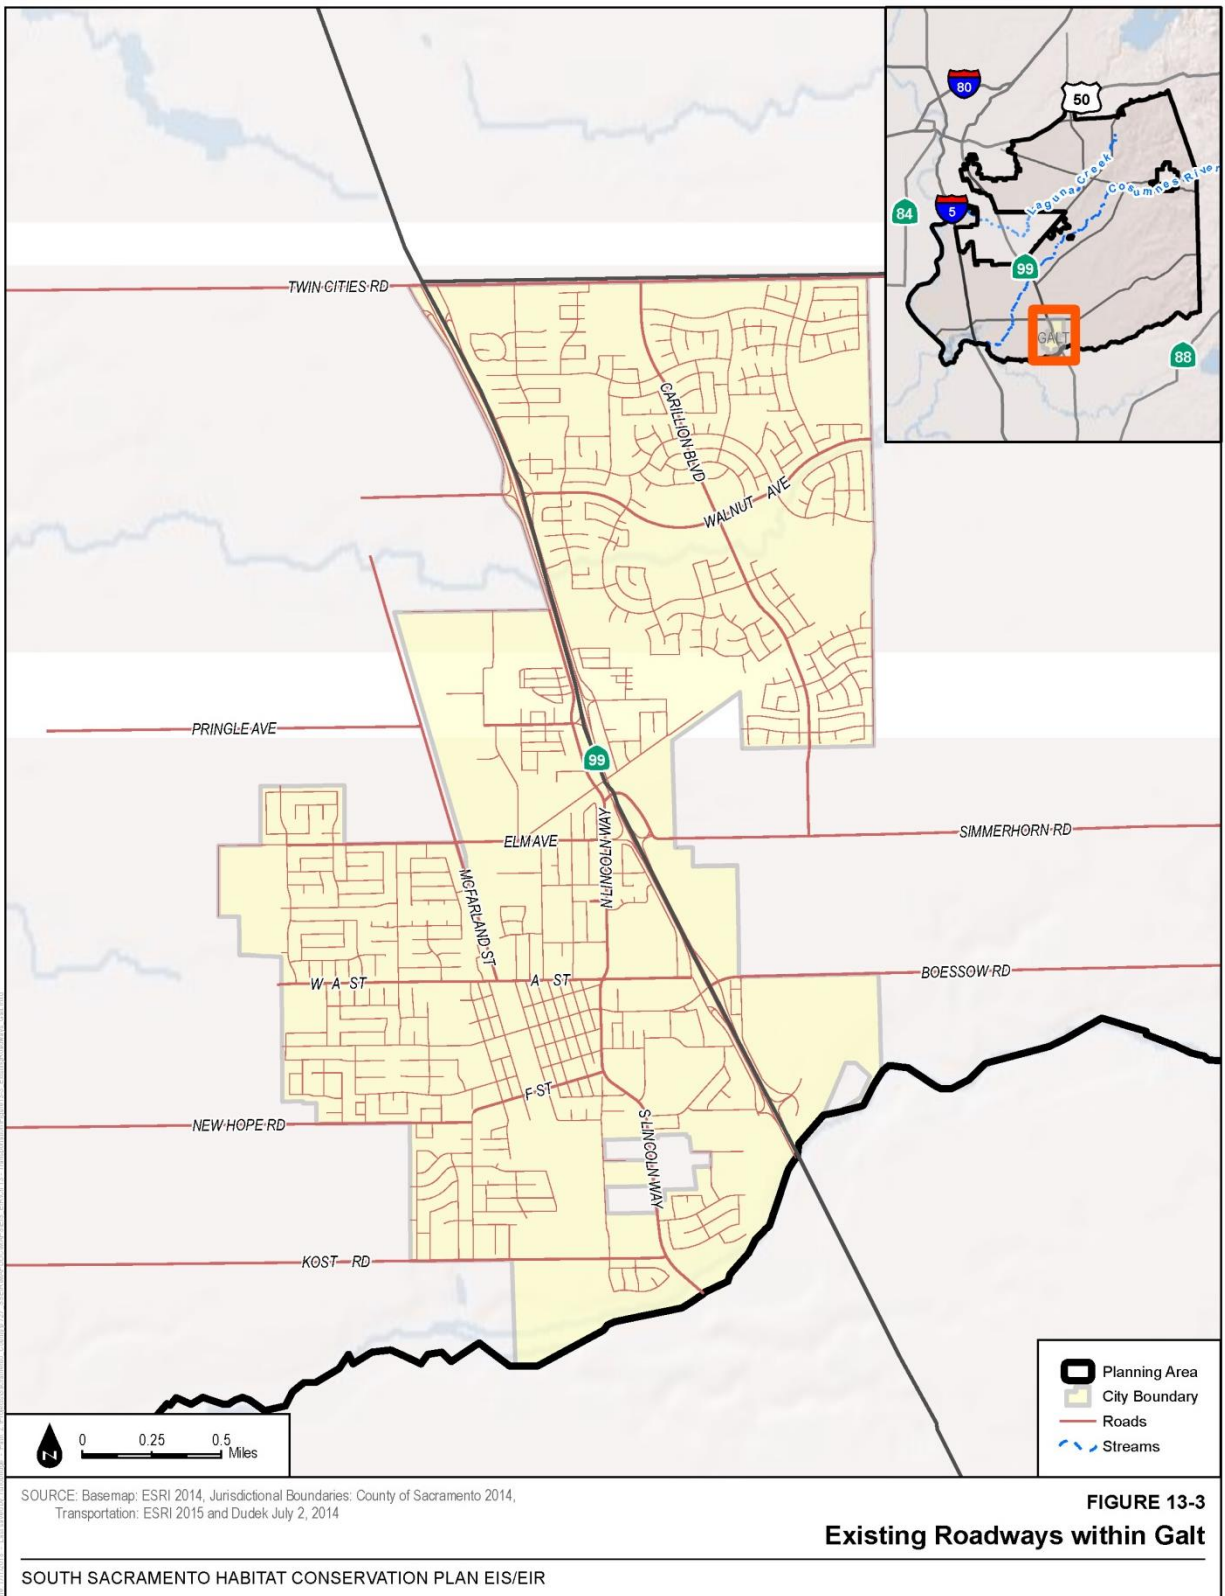 80
50
Laguna Creek
Cosumnes River
84
5
99
GALT
88
TWIN CITIES RD
CARILLION BLVD
WALNUT AVE
PRINGLE AVE
99
N LINCOLN WAY
SIMMERHORN RD
ELM AVE
MCFARLAND ST
BOESSOW RD
W A ST
A ST
F ST
NEW HOPE RD
S LINCOLN WAY
KOST RD
Planning Area
City Boundary
Roads
Streams
N
0 0.25 0.5
Miles
SOURCE: Basemap: ESRI 2014, Jurisdictional Boundaries: County of Sacramento 2014,
Transportation: ESRI 2015 and Dudek July 2, 2014
FIGURE 13-3
Existing Roadways within Galt
SOUTH SACRAMENTO HABITAT CONSERVATION PLAN EIS/EIR